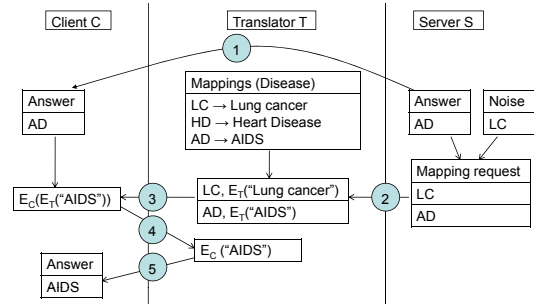 Client C
Translator T
Server S
1
Mappings (Disease)
LC → Lung cancer
HD → Heart Disease
AD → AIDS
Answer
AD
Answer
AD
Noise
LC
Mapping request
LC
AD
2
LC, E_T("Lung cancer")
AD, E_T("AIDS")
3
E_C(E_T("AIDS"))
4
E_C ("AIDS")
5
Answer
AIDS